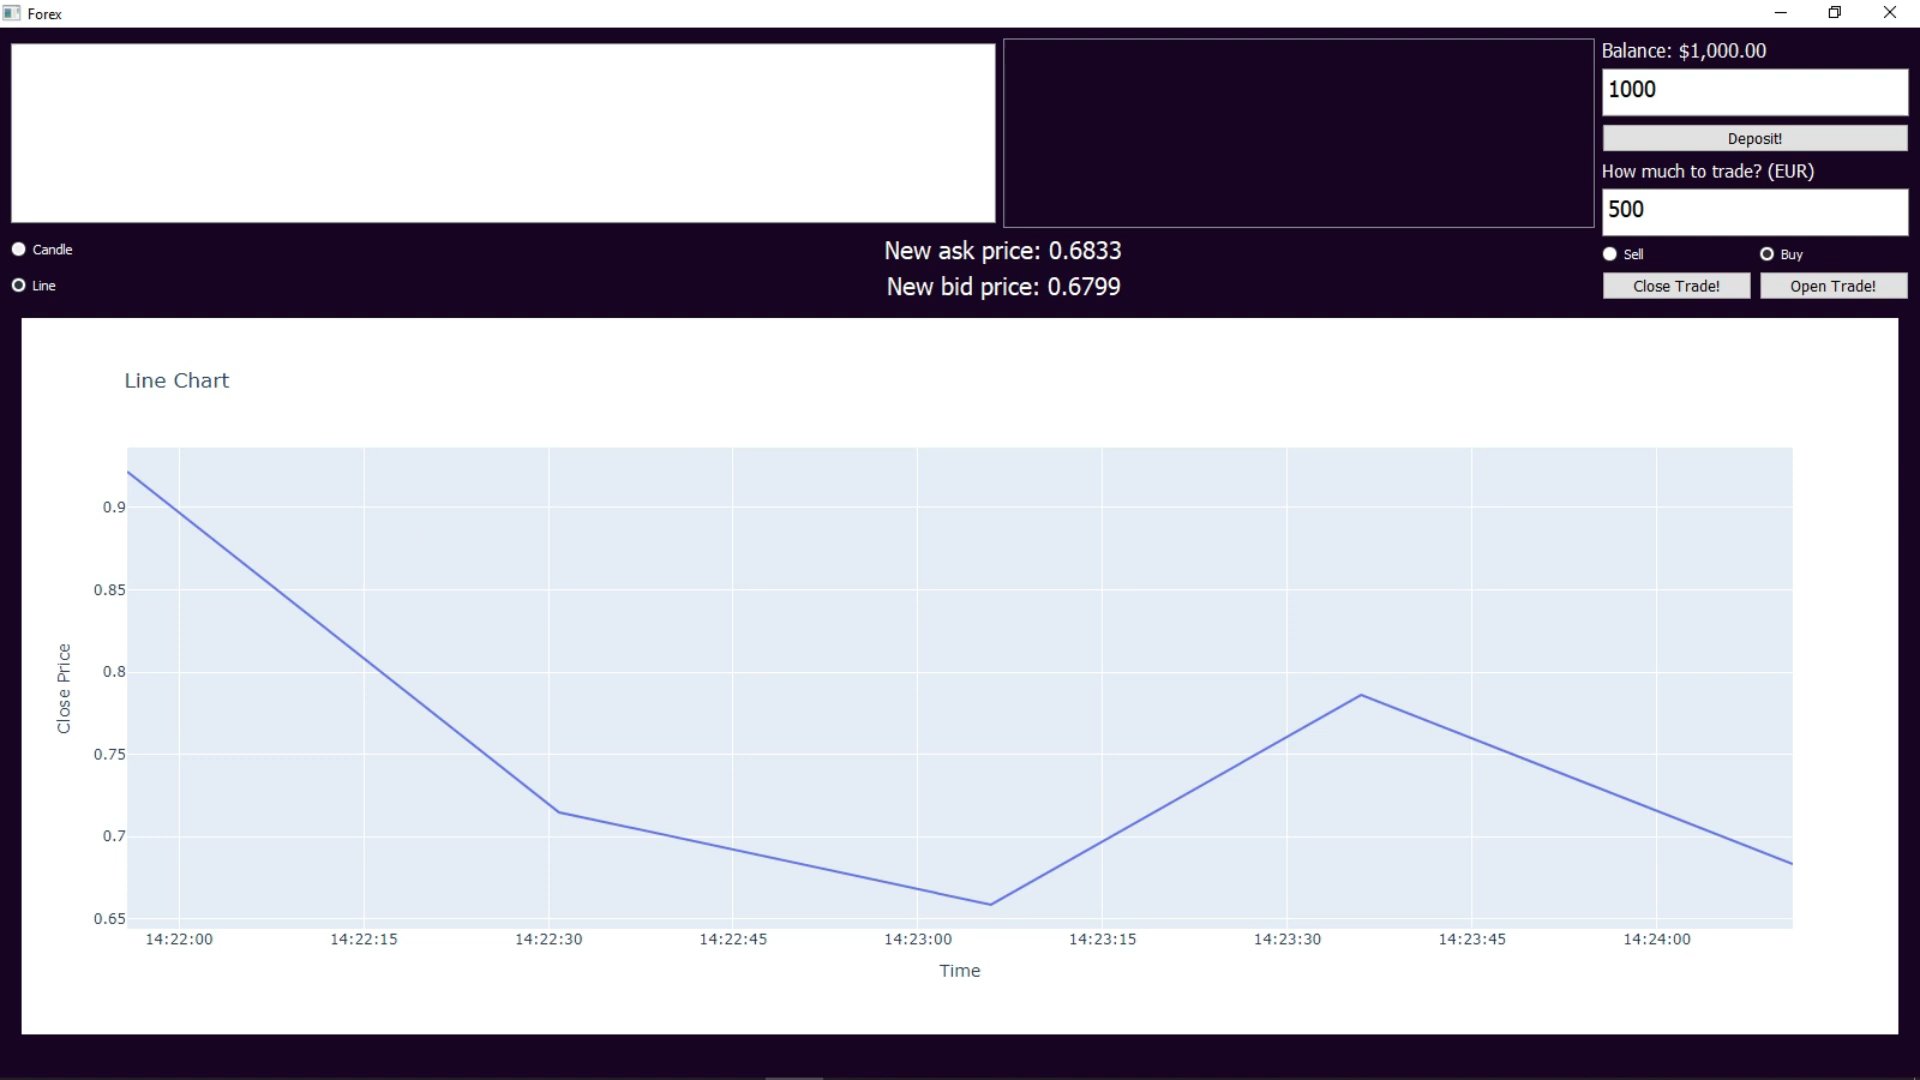 Forex
Balance: $1,000.00
1000
Deposit!
How much to trade? (EUR)
500
Candle
Line
New ask price: 0.6833
New bid price: 0.6799
Sell
Buy
Close Trade!
Open Trade!
Line Chart
0.9
0.85
0.8
0.75
0.7
0.65
Close Price
14:22:00
14:22:15
14:22:30
14:22:45
14:23:00
14:23:15
14:23:30
14:23:45
14:24:00
Time